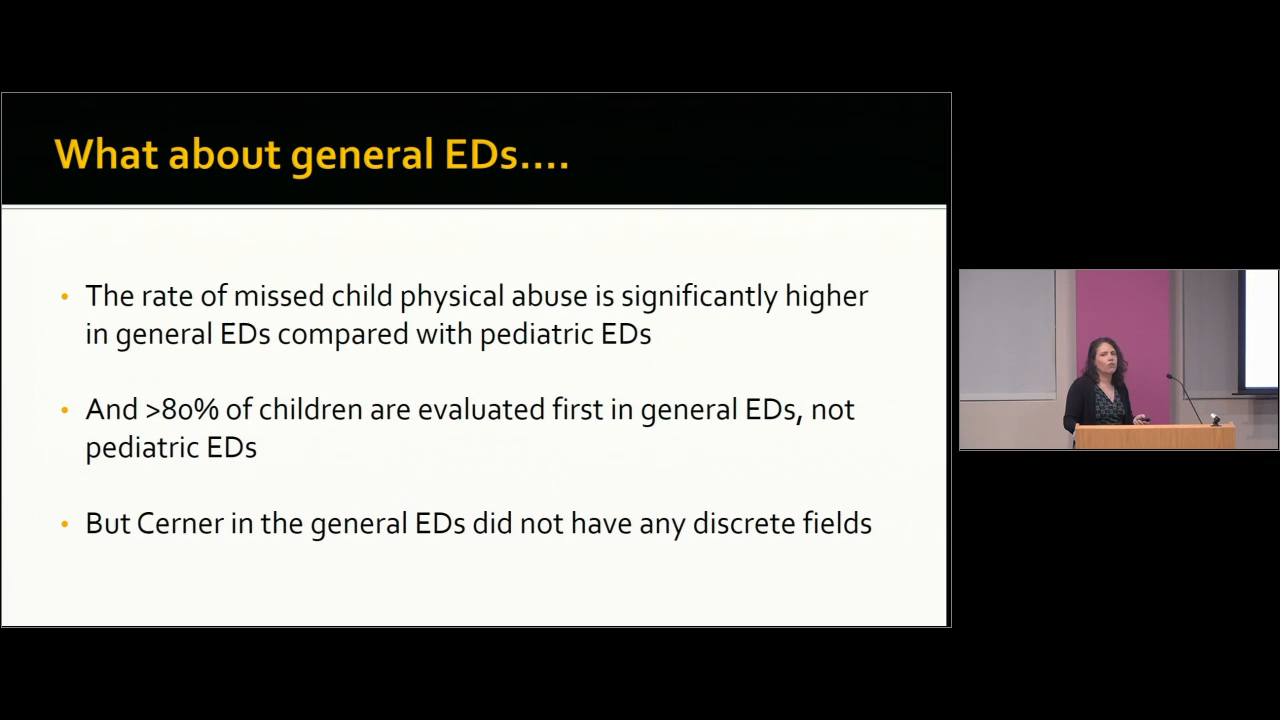 What about general EDs....
• The rate of missed child physical abuse is significantly higher
in general EDs compared with pediatric EDs
• And >80% of children are evaluated first in general EDs, not
pediatric EDs
• But Cerner in the general EDs did not have any discrete fields